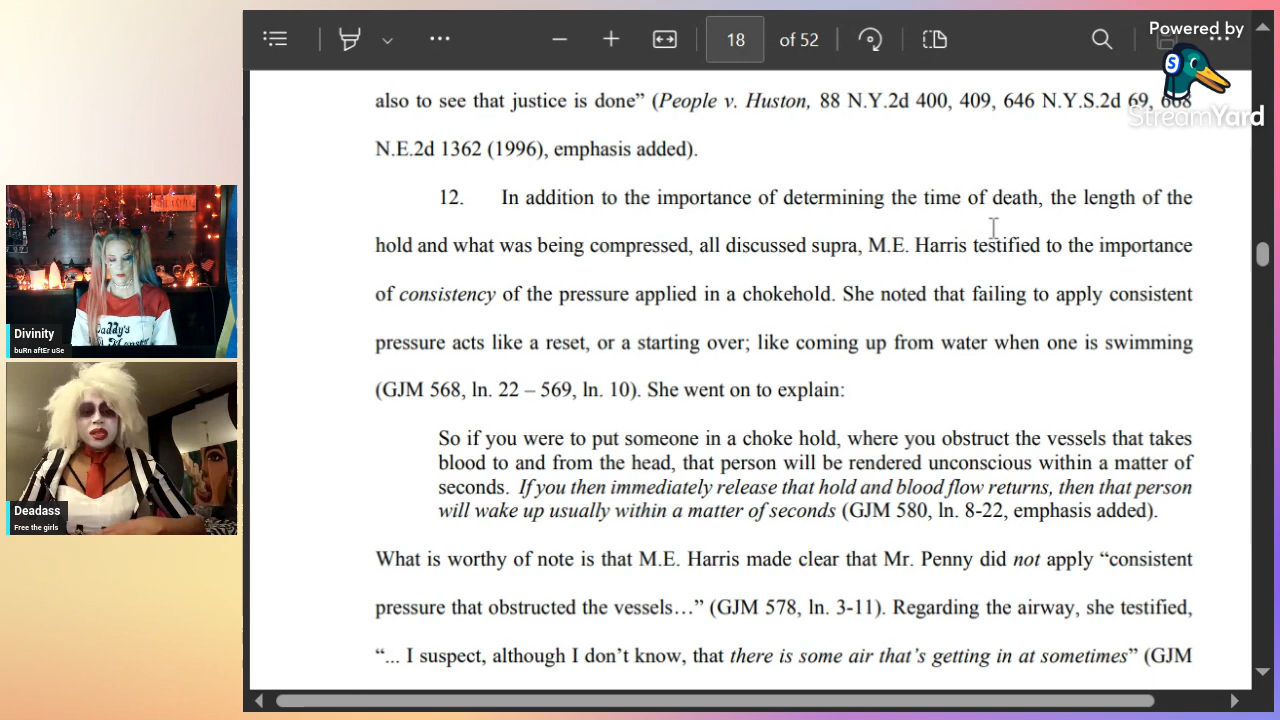 18 of 52
Powered by
StreamYard
also to see that justice is done” (People v. Huston, 88 N.Y.2d 400, 409, 646 N.Y.S.2d 69, 668
N.E.2d 1362 (1996), emphasis added).
12. In addition to the importance of determining the time of death, the length of the
hold and what was being compressed, all discussed supra, M.E. Harris testified to the importance
of consistency of the pressure applied in a chokehold. She noted that failing to apply consistent
pressure acts like a reset, or a starting over; like coming up from water when one is swimming
(GJM 568, ln. 22 – 569, ln. 10). She went on to explain:
So if you were to put someone in a choke hold, where you obstruct the vessels that takes
blood to and from the head, that person will be rendered unconscious within a matter of
seconds. If you then immediately release that hold and blood flow returns, then that person
will wake up usually within a matter of seconds (GJM 580, ln. 8-22, emphasis added).
What is worthy of note is that M.E. Harris made clear that Mr. Penny did not apply “consistent
pressure that obstructed the vessels…” (GJM 578, ln. 3-11). Regarding the airway, she testified,
“... I suspect, although I don’t know, that there is some air that’s getting in at sometimes” (GJM
Daddy's
Divinity
buRn aftEr uSe
Deadass
Free the girls